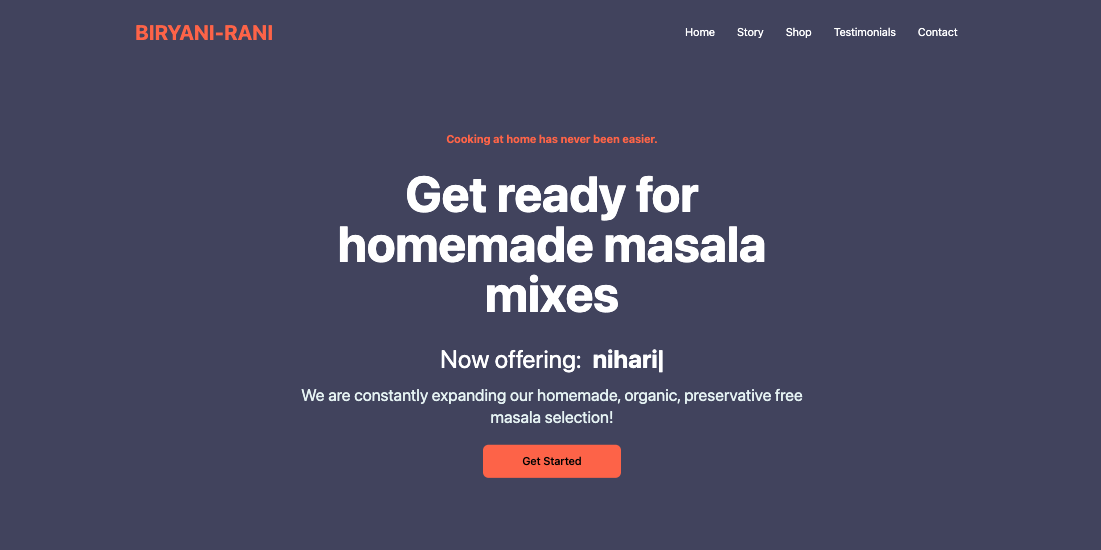 BIRYANI-RANI
Home Story Shop Testimonials Contact
Cooking at home has never been easier.
Get ready for
homemade masala
mixes
Now offering: nihari|
We are constantly expanding our homemade, organic, preservative free
masala selection!
Get Started